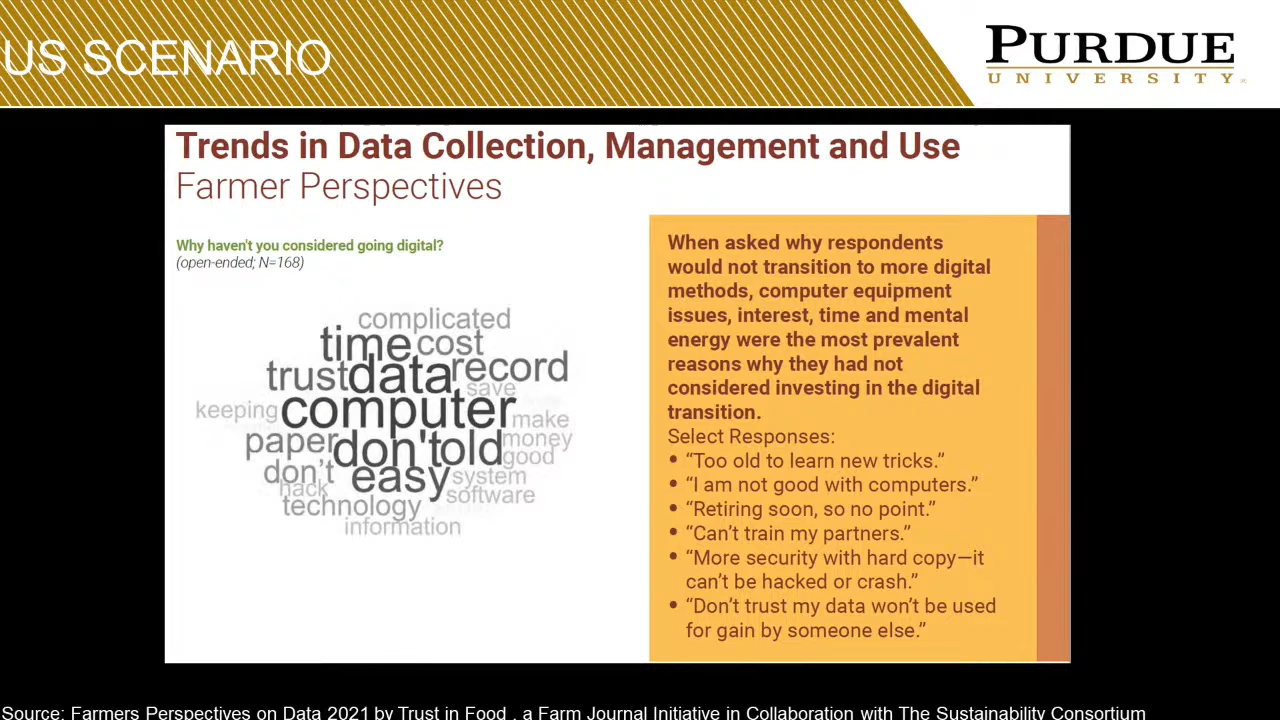 US SCENARIO
PURDUE
UNIVERSITY®
Trends in Data Collection, Management and Use
Farmer Perspectives
Why haven't you considered going digital?
(open-ended; N=168)
complicated
time cost
trust data record
save
keeping computer make
paper don't old money
don’t easy good
hack system
technology software
information
When asked why respondents
would not transition to more digital
methods, computer equipment
issues, interest, time and mental
energy were the most prevalent
reasons why they had not
considered investing in the digital
transition.
Select Responses:
• “Too old to learn new tricks.”
• “I am not good with computers.”
• “Retiring soon, so no point.”
• “Can’t train my partners.”
• “More security with hard copy—it
can’t be hacked or crash.”
• “Don’t trust my data won’t be used
for gain by someone else.”
Source: Farmers Perspectives on Data 2021 by Trust in Food , a Farm Journal Initiative in Collaboration with The Sustainability Consortium